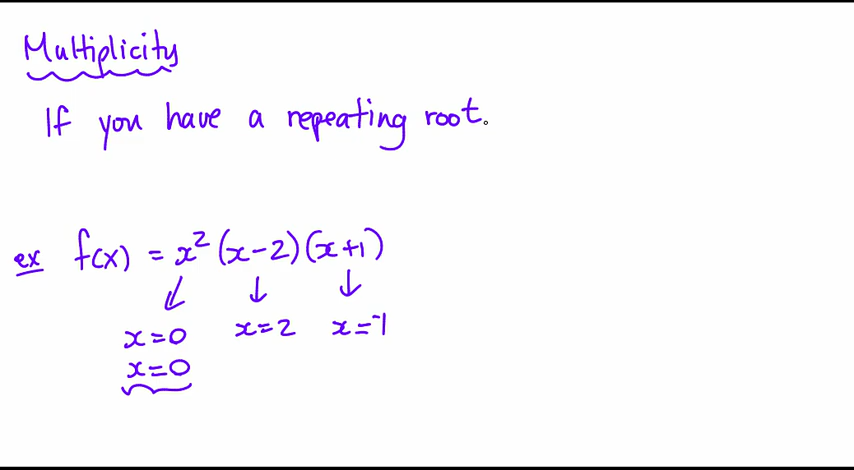 Multiplicity
If you have a repeating root.
ex f(x) = x² (x-2)(x+1)
x=0 x=2 x=-1
x=0